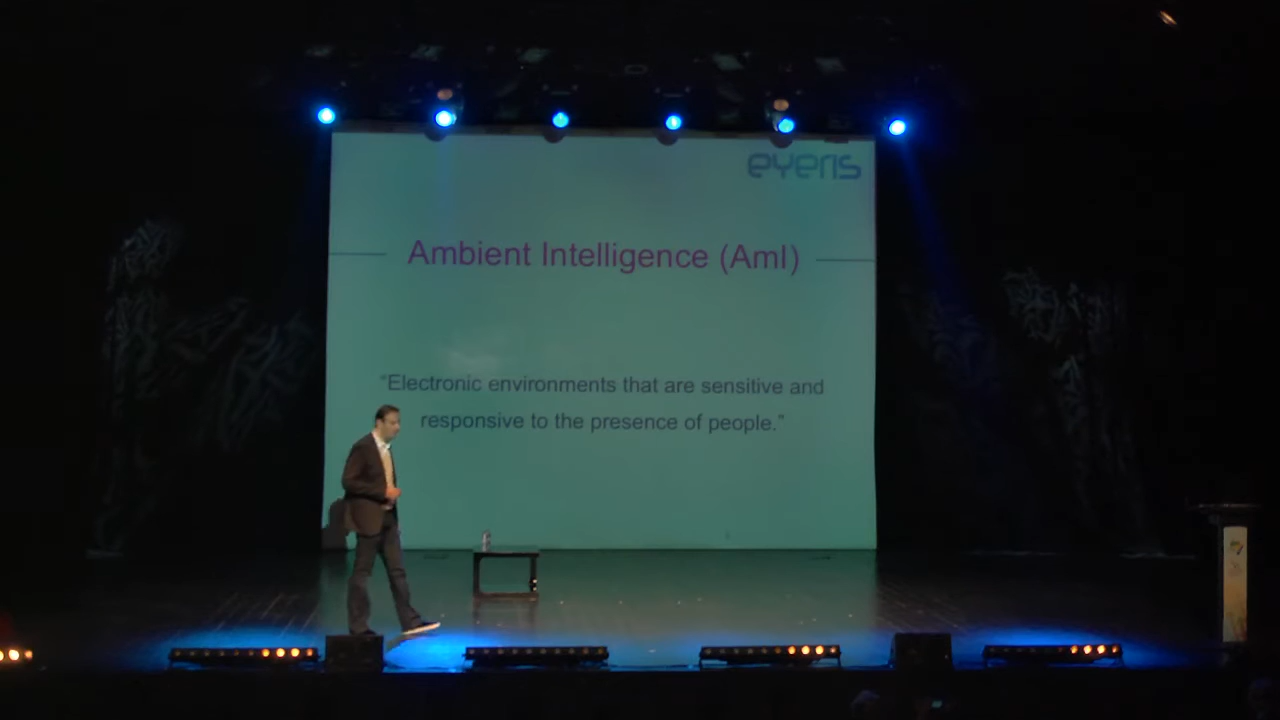 eyeris
Ambient Intelligence (AmI)
“Electronic environments that are sensitive and
responsive to the presence of people.”